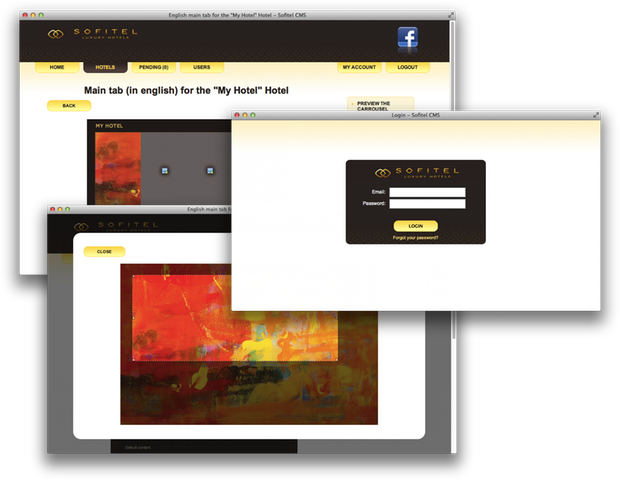 English main tab for the "My Hotel" Hotel – Sofitel CMS
SOFITEL
LUXURY HOTELS
HOME
HOTELS
PENDING (0)
USERS
MY ACCOUNT
LOGOUT
Main tab (in english) for the "My Hotel" Hotel
BACK
PREVIEW THE
CARROUSEL
MY HOTEL
Login – Sofitel CMS
SOFITEL
LUXURY HOTELS
Email:
Password:
LOGIN
Forgot your password?
English main tab fo
SOFITEL
LUXURY HOTELS
CLOSE